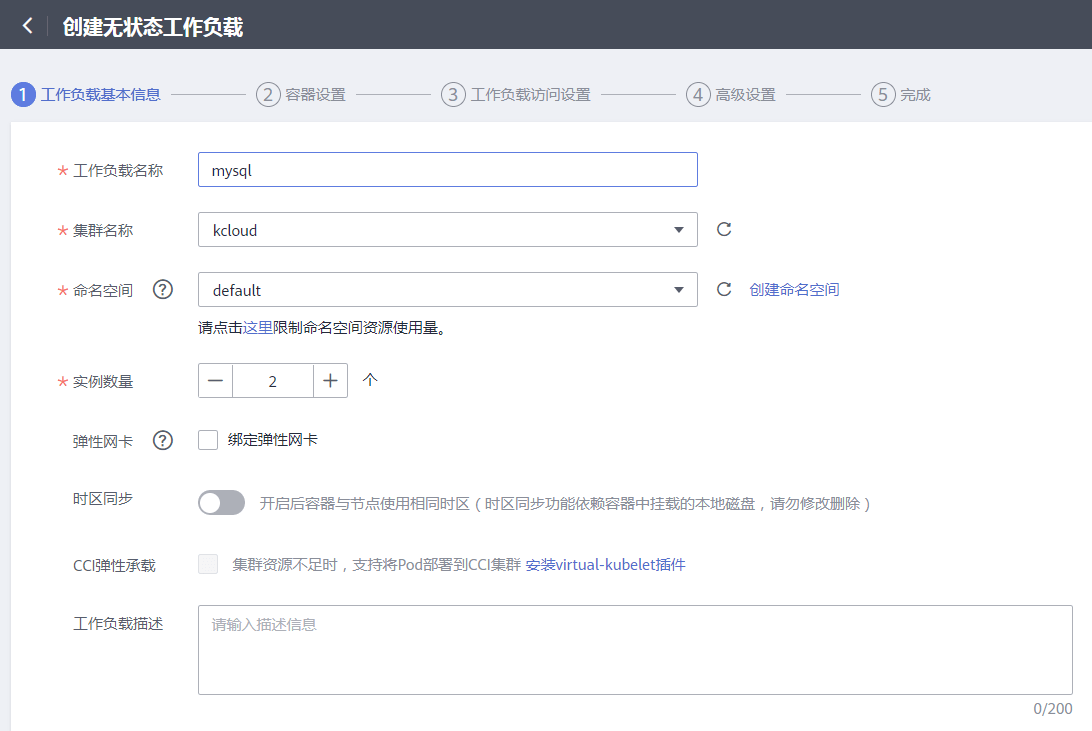 创建无状态工作负载
1 工作负载基本信息 2 容器设置 3 工作负载访问设置 4 高级设置 5 完成
* 工作负载名称 mysql
* 集群名称 kcloud
* 命名空间 ? default 创建命名空间
请点击这里限制命名空间资源使用量。
* 实例数量 — 2 + 个
弹性网卡 ? 绑定弹性网卡
时区同步 开启后容器与节点使用相同时区（时区同步功能依赖容器中挂载的本地磁盘，请勿修改删除）
CCI弹性承载 集群资源不足时，支持将Pod部署到CCI集群 安装virtual-kubelet插件
工作负载描述 请输入描述信息
0/200